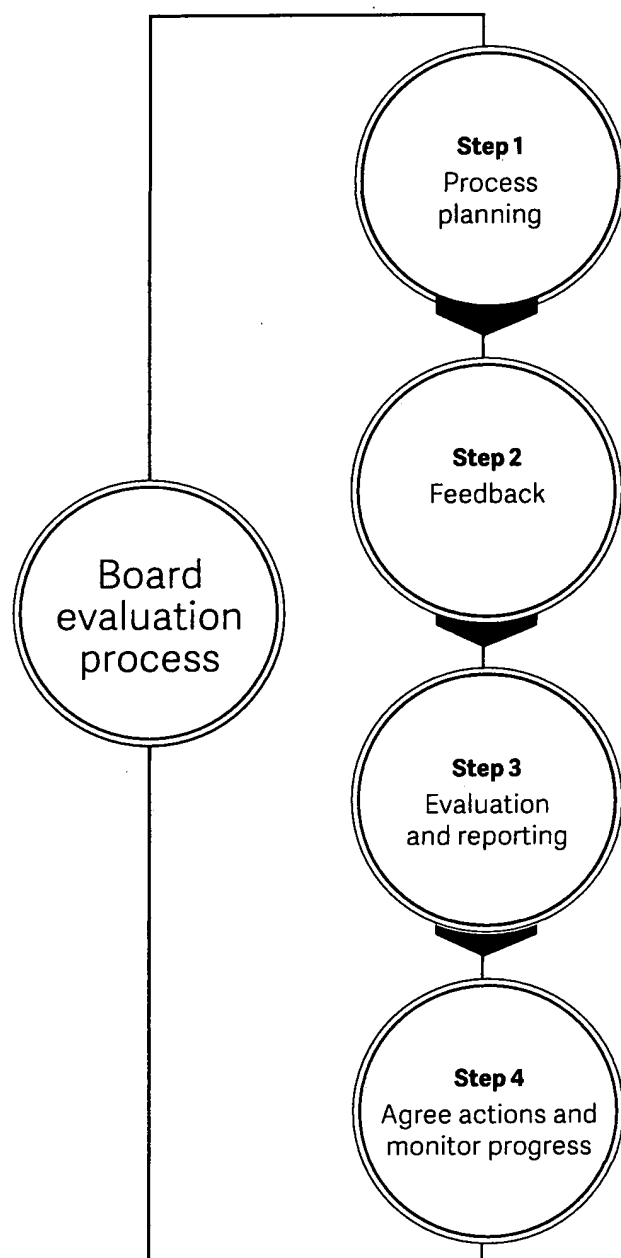 Board
evaluation
process
Step 1
Process
planning
Step 2
Feedback
Step 3
Evaluation
and reporting
Step 4
Agree actions and
monitor progress